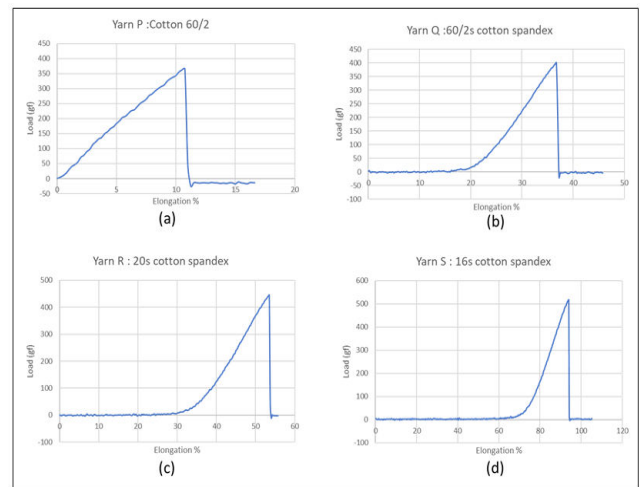 Yarn P :Cotton 60/2
450
400
350
300
250
200
150
100
50
0
-50
Load (gf)
0 5 10 15 20
Elongation %
(a)
Yarn Q :60/2s cotton spandex
450
400
350
300
250
200
150
100
50
0
-50
-100
Load (gf)
0 10 20 30 40 50
Elongation %
(b)
Yarn R : 20s cotton spandex
500
400
300
200
100
0
-100
Load (gf)
0 10 20 30 40 50 60
Elongation %
(c)
Yarn S : 16s cotton spandex
600
500
400
300
200
100
0
-100
Load (gf)
0 20 40 60 80 100 120
Elongation %
(d)